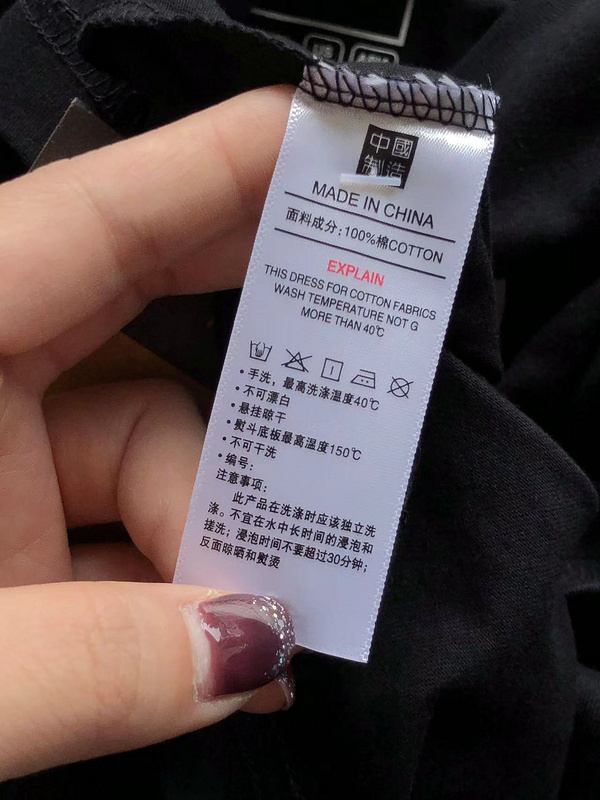 中國
制造
MADE IN CHINA
面料成分:100%棉COTTON
EXPLAIN
THIS DRESS FOR COTTON FABRICS
WASH TEMPERATURE NOT G
MORE THAN 40℃
•手洗，最高洗涤温度40℃
•不可漂白
•悬挂晾干
•熨斗底板最高温度150℃
•不可干洗
•编号:
注意事项:
此产品在洗涤时应该独立洗
涤。不宜在水中长时间的浸泡和
搓洗；浸泡时间不要超过30分钟；
反面晾晒和熨烫